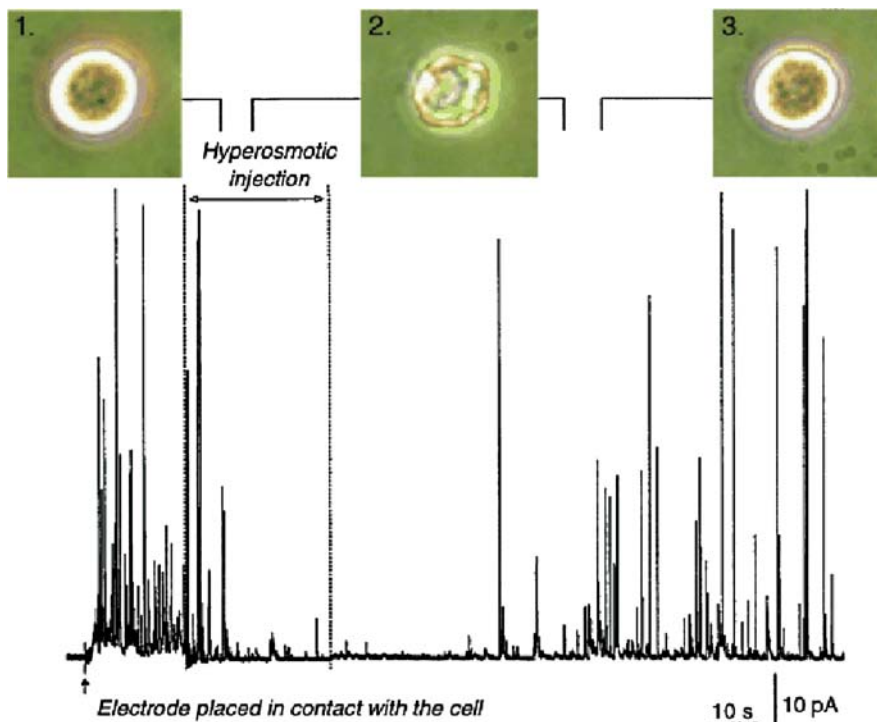 1.
2.
3.
Hyperosmotic
injection
Electrode placed in contact with the cell
10 s
10 pA